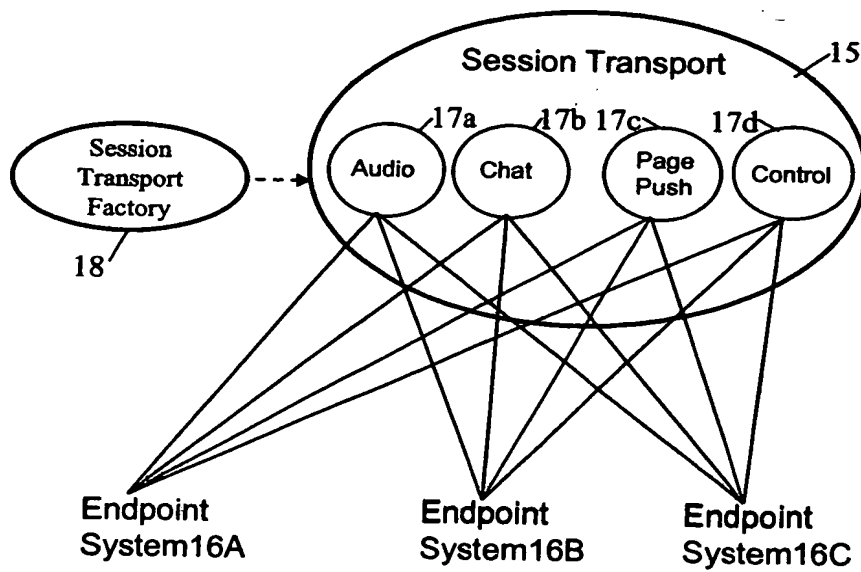 Session Transport
15
17a
17b
17c
17d
Session
Transport
Factory
Audio
Chat
Page
Push
Control
18
Endpoint
System16A
Endpoint
System16B
Endpoint
System16C